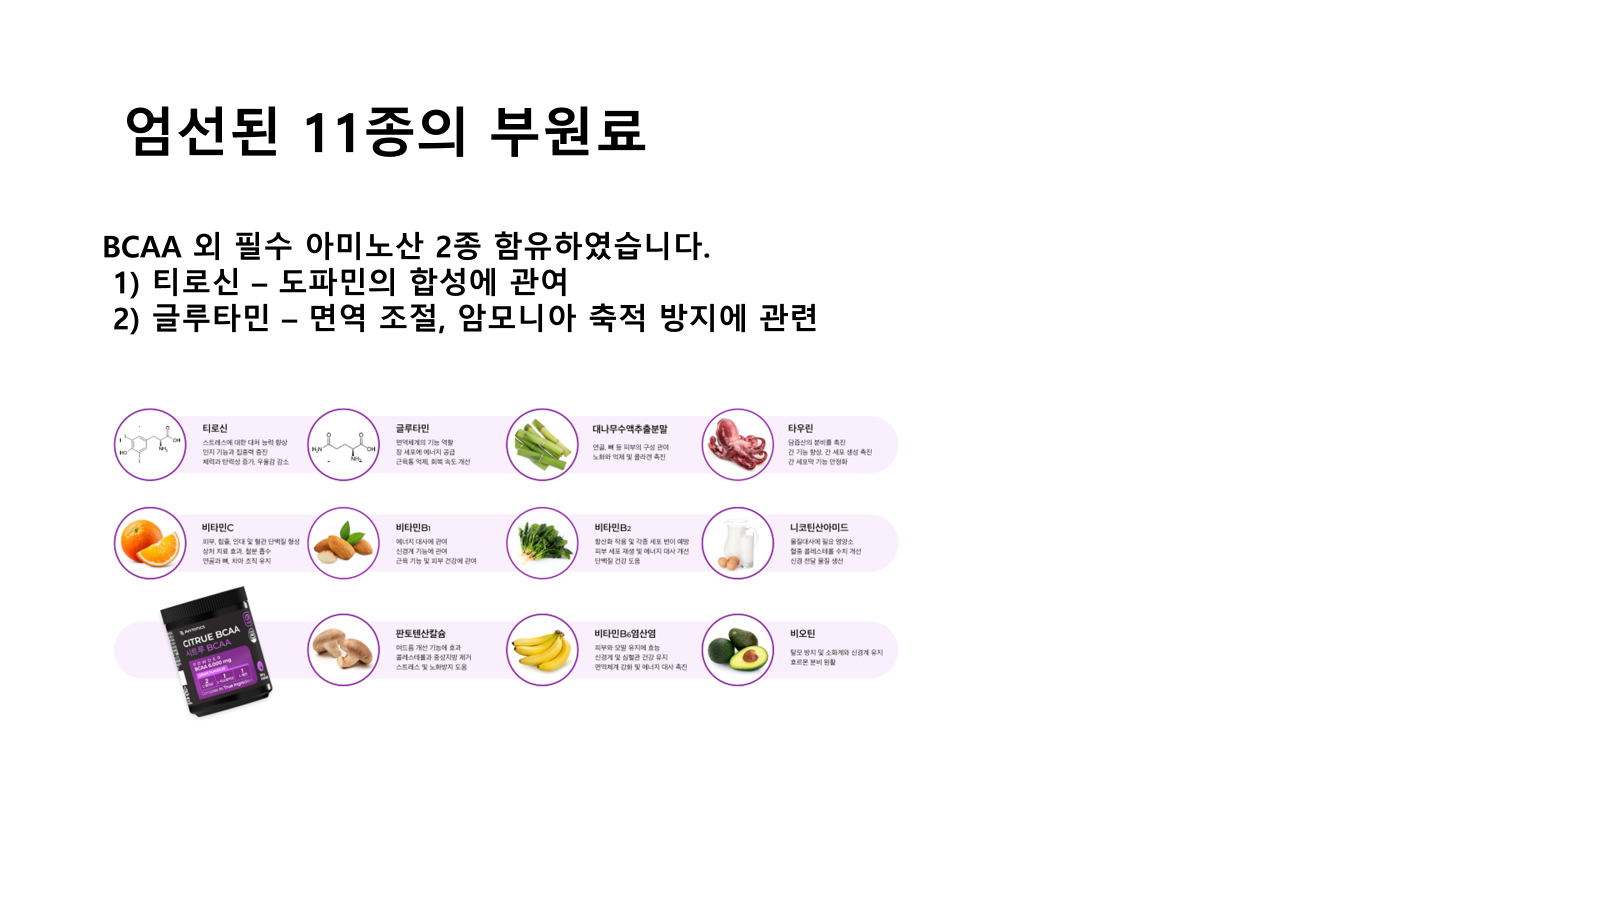 엄선된 11종의 부원료
BCAA 외 필수 아미노산 2종 함유하였습니다.
1) 티로신 – 도파민의 합성에 관여
2) 글루타민 – 면역 조절, 암모니아 축적 방지에 관련
티로신
스트레스에 대한 대처 능력 향상
인지 기능과 집중력 증진
체력과 탄력성 증가, 우울감 감소
글루타민
면역세계의 기능 역할
장 세포에 에너지 공급
근육통 억제, 회복 속도 개선
대나무수액추출분말
연골, 뼈 등 피부의 구성 관여
노화와 억제 및 콜라겐 촉진
타우린
담즙산의 분비를 촉진
간 기능 향상, 간 세포 생성 촉진
간 세포막 기능 안정화
비타민C
피부, 힘줄, 인대 및 혈관 단백질 형성
상처 치료 효과, 철분 흡수
연골과 뼈, 치아 조직 유지
비타민B1
에너지 대사에 관여
신경계 기능에 관여
근육 기능 및 피부 건강에 관여
비타민B2
항산화 작용 및 각종 세포 변이 예방
피부 세포 재생 및 에너지 대사 개선
단백질 건강 도움
니코틴산아미드
물질대사에 필요 영양소
혈중 콜레스테롤 수치 개선
신경 전달 물질 생산
CITRUE BCAA
시트루 BCAA
POWDER
BCAA 6,000 mg
판토텐산칼슘
여드름 개선 기능에 효과
콜레스테롤과 중성지방 제거
스트레스 및 노화방지 도움
비타민B6염산염
피부와 모발 유지에 효능
신경계 및 심혈관 건강 유지
면역체계 강화 및 에너지 대사 촉진
비오틴
탈모 방지 및 소화계와 신경계 유지
호르몬 분비 원활